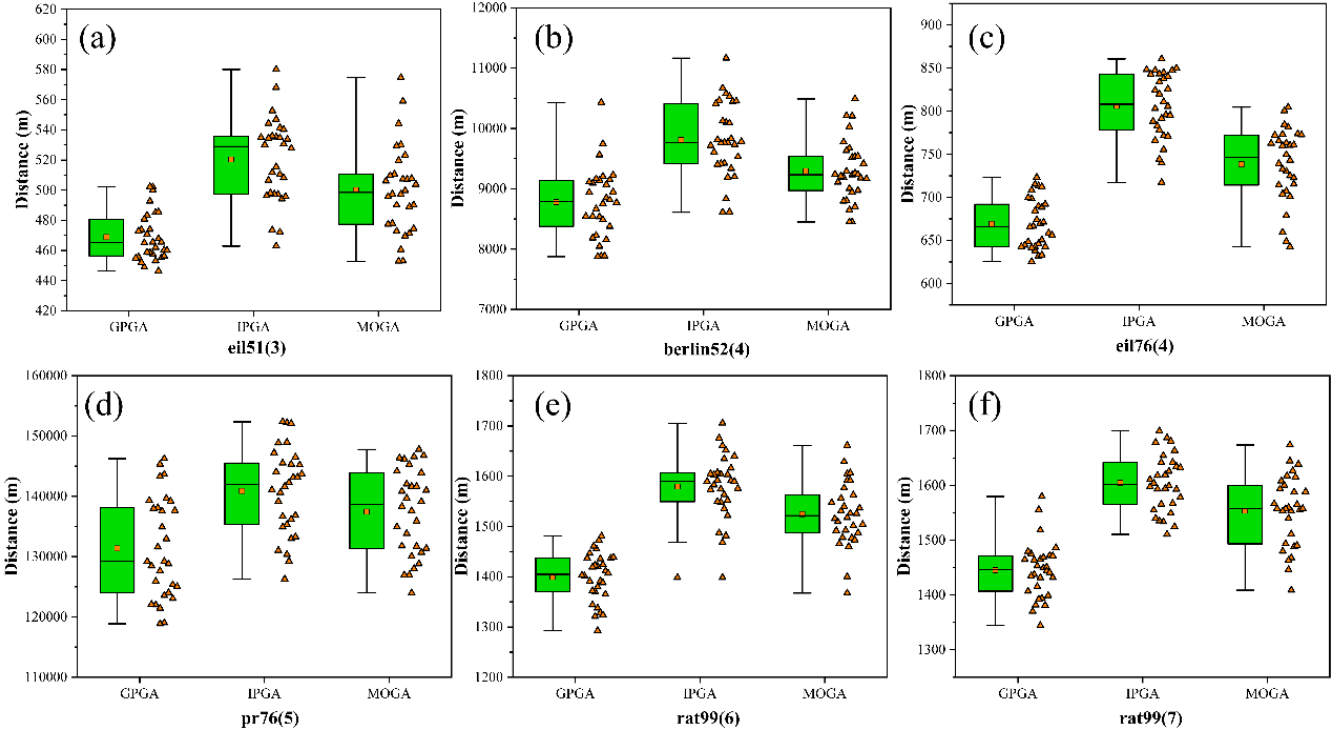 (a)
Distance (m)
620
600
580
560
540
520
500
480
460
440
420
GPGA IPGA MOGA
eil51(3)
(b)
Distance (m)
12000
11000
10000
9000
8000
7000
GPGA IPGA MOGA
berlin52(4)
(c)
Distance (m)
900
850
800
750
700
650
600
GPGA IPGA MOGA
eil76(4)
(d)
Distance (m)
160000
150000
140000
130000
120000
110000
GPGA IPGA MOGA
pr76(5)
(e)
Distance (m)
1800
1700
1600
1500
1400
1300
1200
GPGA IPGA MOGA
rat99(6)
(f)
Distance (m)
1800
1700
1600
1500
1400
1300
GPGA IPGA MOGA
rat99(7)